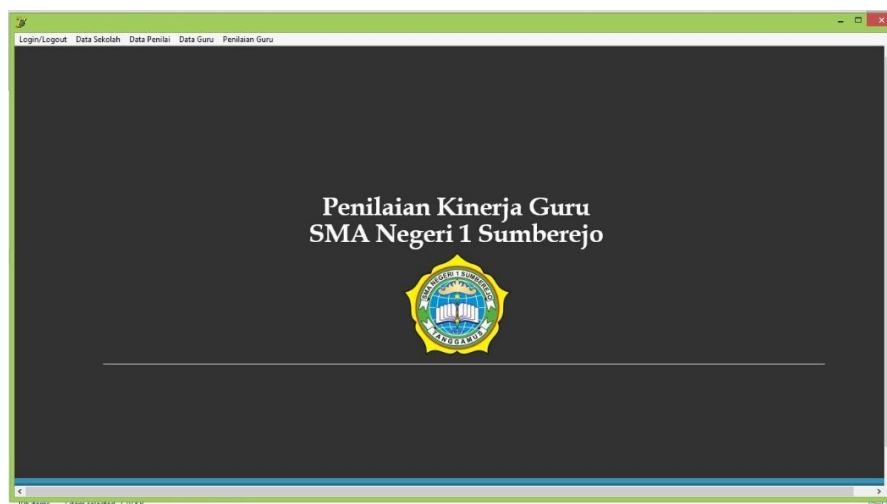 Login/Logout Data Sekolah Data Penilai Data Guru Penilaian Guru
Penilaian Kinerja Guru
SMA Negeri 1 Sumberejo
SMA NEGERI 1 SUMBEREJO
TANGGAMUS